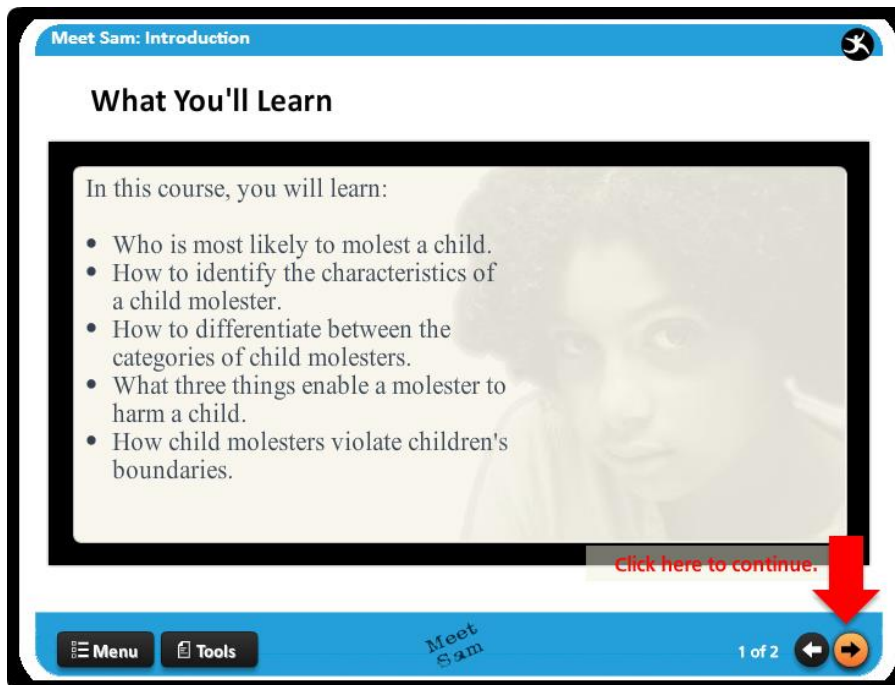 Meet Sam: Introduction
What You'll Learn
In this course, you will learn:
• Who is most likely to molest a child.
• How to identify the characteristics of
a child molester.
• How to differentiate between the
categories of child molesters.
• What three things enable a molester to
harm a child.
• How child molesters violate children's
boundaries.
Click here to continue.
Menu
Tools
Meet
Sam
1 of 2